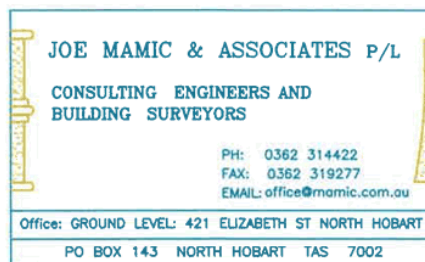 JOE MAMIC & ASSOCIATES P/L
CONSULTING ENGINEERS AND
BUILDING SURVEYORS
PH: 0362 314422
FAX: 0362 319277
EMAIL: office@mamic.com.au
Office: GROUND LEVEL: 421 ELIZABETH ST NORTH HOBART
PO BOX 143 NORTH HOBART TAS 7002